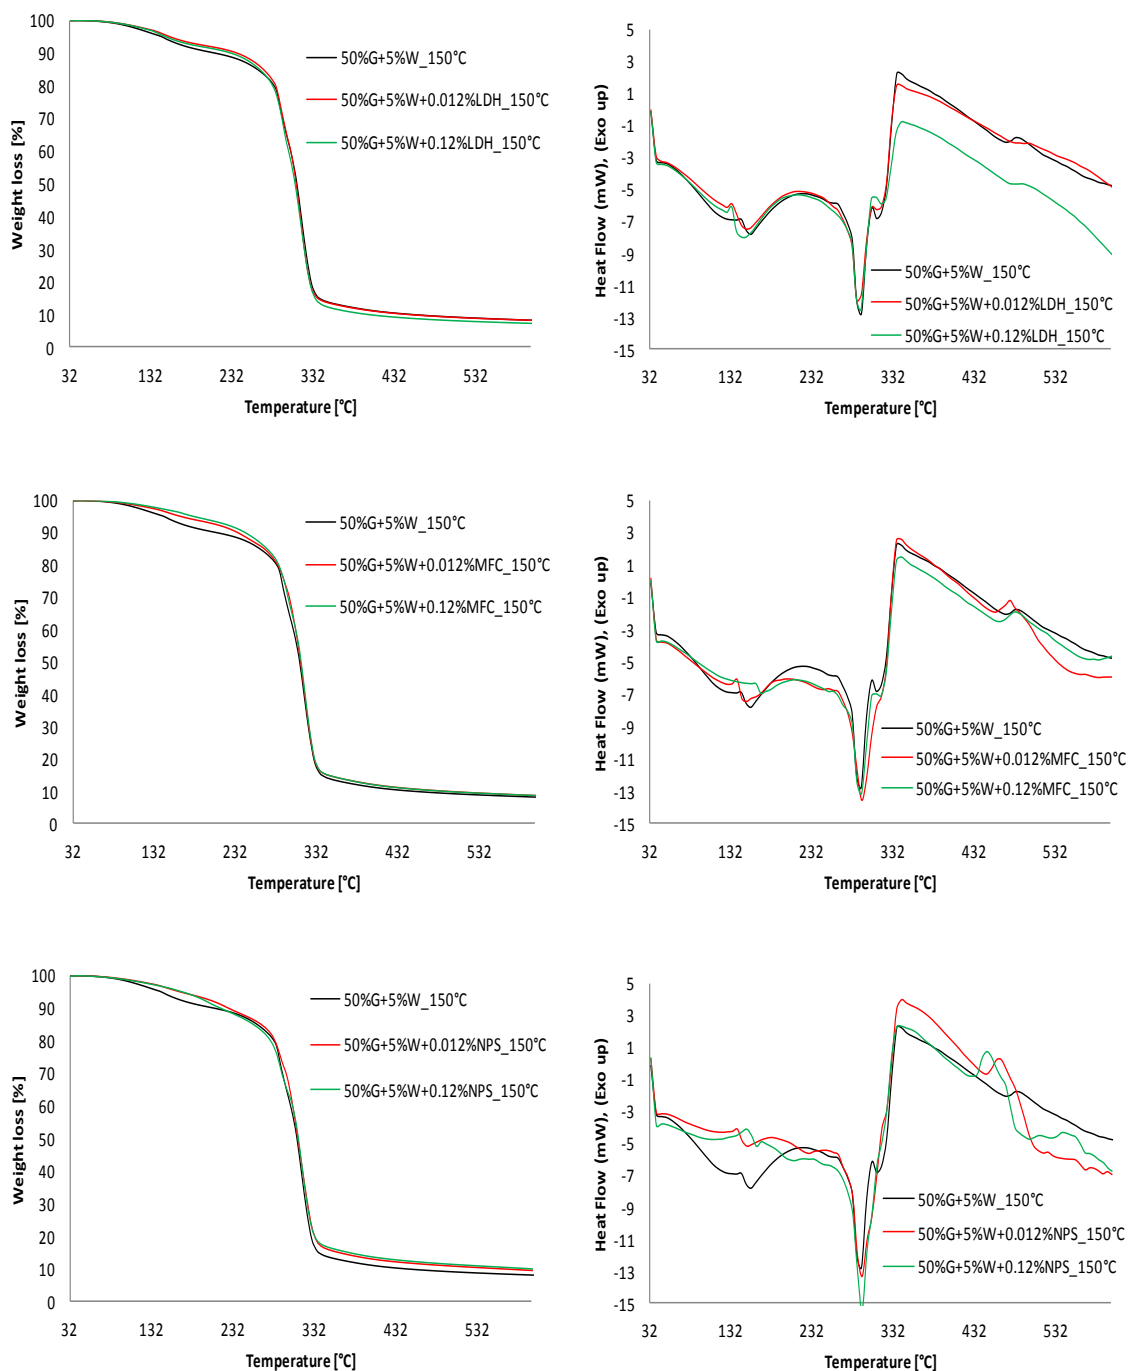 100
90
80
70
60
50
40
30
20
10
0
Weight loss [%]
50%G+5%W_150°C
50%G+5%W+0.012%LDH_150°C
50%G+5%W+0.12%LDH_150°C
32 132 232 332 432 532
Temperature [°C]
5
3
1
-1
-3
-5
-7
-9
-11
-13
-15
Heat Flow (mW), (Exo up)
50%G+5%W_150°C
50%G+5%W+0.012%LDH_150°C
50%G+5%W+0.12%LDH_150°C
32 132 232 332 432 532
Temperature [°C]
100
90
80
70
60
50
40
30
20
10
0
Weight loss [%]
50%G+5%W_150°C
50%G+5%W+0.012%MFC_150°C
50%G+5%W+0.12%MFC_150°C
32 132 232 332 432 532
Temperature [°C]
5
3
1
-1
-3
-5
-7
-9
-11
-13
-15
Heat Flow (mW), (Exo up)
50%G+5%W_150°C
50%G+5%W+0.012%MFC_150°C
50%G+5%W+0.12%MFC_150°C
32 132 232 332 432 532
Temperature [°C]
100
90
80
70
60
50
40
30
20
10
0
Weight loss [%]
50%G+5%W_150°C
50%G+5%W+0.012%NPS_150°C
50%G+5%W+0.12%NPS_150°C
32 132 232 332 432 532
Temperature [°C]
5
3
1
-1
-3
-5
-7
-9
-11
-13
-15
Heat Flow (mW), (Exo up)
50%G+5%W_150°C
50%G+5%W+0.012%NPS_150°C
50%G+5%W+0.12%NPS_150°C
32 132 232 332 432 532
Temperature [°C]